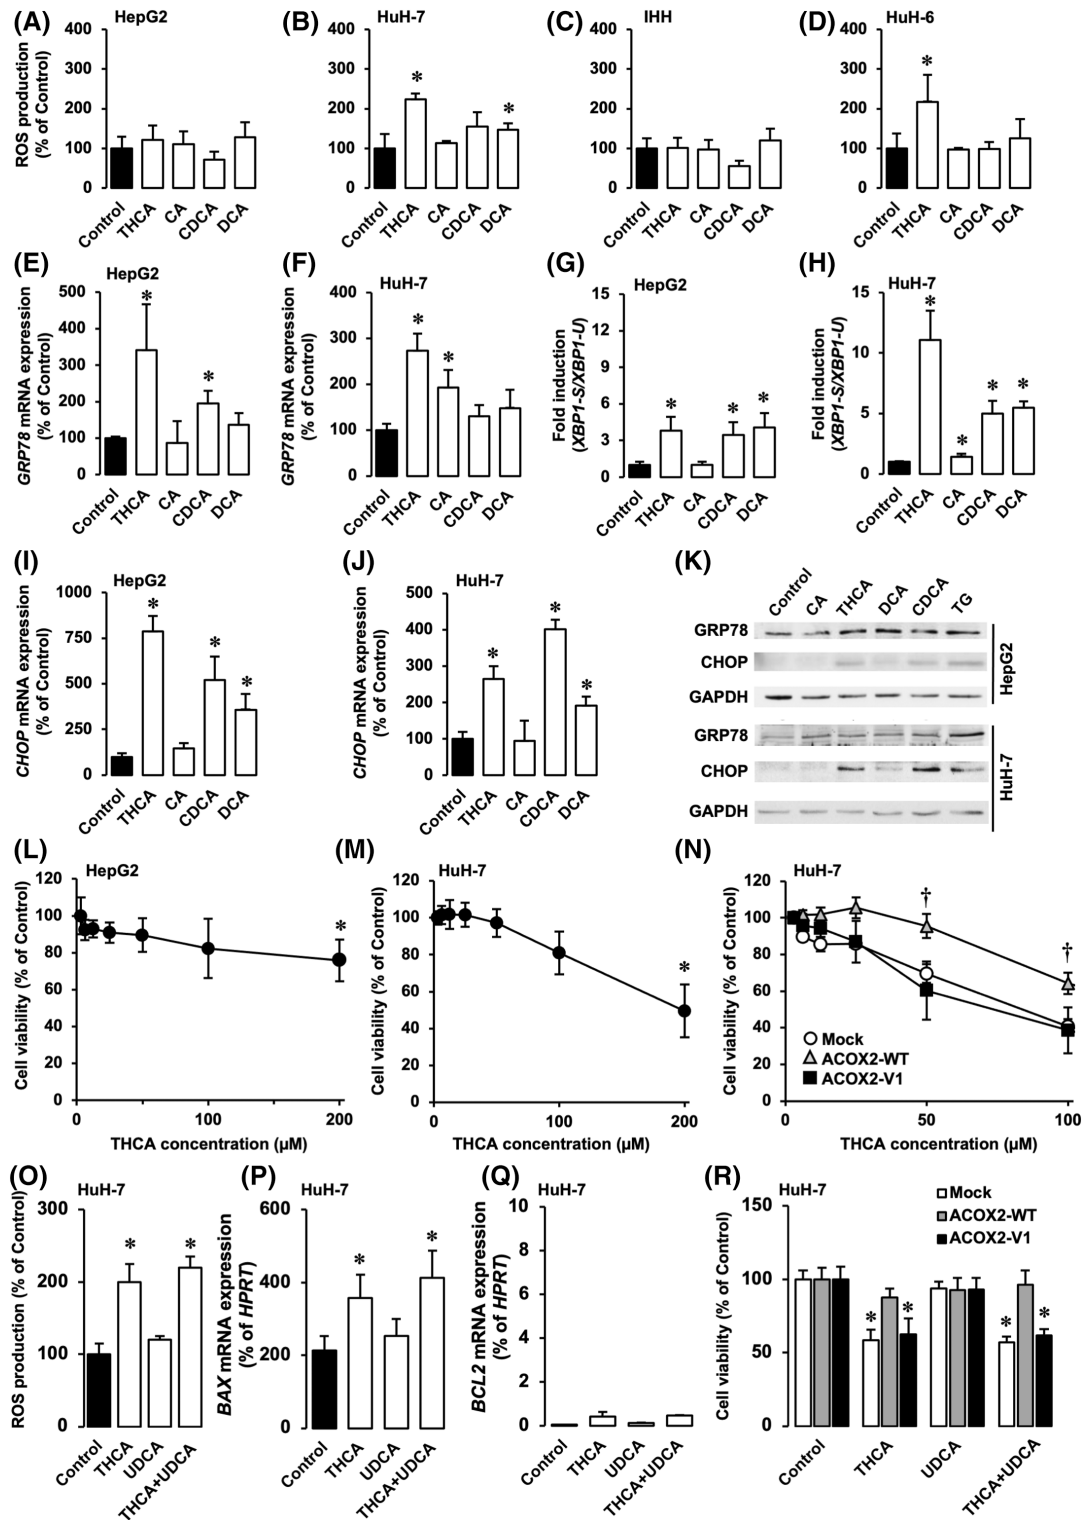 (A) HepG2
ROS production
(% of Control)
400
300
200
100
0
Control THCA CA CDCA DCA
(B) HuH-7
400
300
200
100
0
Control THCA CA CDCA DCA
* *
(C) IHH
400
300
200
100
0
Control THCA CA CDCA DCA
(D) HuH-6
400
300
200
100
0
Control THCA CA CDCA DCA
*
(E) HepG2
GRP78 mRNA expression
(% of Control)
500
400
300
200
100
0
Control THCA CA CDCA DCA
* *
(F) HuH-7
GRP78 mRNA expression
(% of Control)
400
300
200
100
0
Control THCA CA CDCA DCA
* *
(G) HepG2
Fold induction
(XBP1-S/XBP1-U)
15
12
9
6
3
0
Control THCA CA CDCA DCA
* * *
(H) HuH-7
Fold induction
(XBP1-S/XBP1-U)
15
10
5
0
Control THCA CA CDCA DCA
* * * *
(I) HepG2
CHOP mRNA expression
(% of Control)
1000
750
500
250
0
Control THCA CA CDCA DCA
* * *
(J) HuH-7
CHOP mRNA expression
(% of Control)
500
400
300
200
100
0
Control THCA CA CDCA DCA
* * *
(K)
Control CA THCA DCA CDCA TG
GRP78
CHOP
GAPDH
HepG2
GRP78
CHOP
GAPDH
HuH-7
(L) HepG2
Cell viability (% of Control)
120
100
80
60
40
20
0
0 100 200
THCA concentration (µM)
*
(M) HuH-7
Cell viability (% of Control)
120
100
80
60
40
20
0
0 100 200
THCA concentration (µM)
*
(N) HuH-7
Cell viability (% of Control)
120
100
80
60
40
20
0
0 50 100
THCA concentration (µM)
† †
Mock
ACOX2-WT
ACOX2-V1
(O) HuH-7
ROS production (% of Control)
300
200
100
0
Control THCA UDCA THCA+UDCA
* *
(P) HuH-7
BAX mRNA expression
(% of HPRT)
600
400
200
0
Control THCA UDCA THCA+UDCA
* *
(Q) HuH-7
BCL2 mRNA expression
(% of HPRT)
10
8
6
4
2
0
Control THCA UDCA THCA+UDCA
(R) HuH-7
Cell viability (% of Control)
150
100
50
0
Control THCA UDCA THCA+UDCA
* * * *
Mock
ACOX2-WT
ACOX2-V1